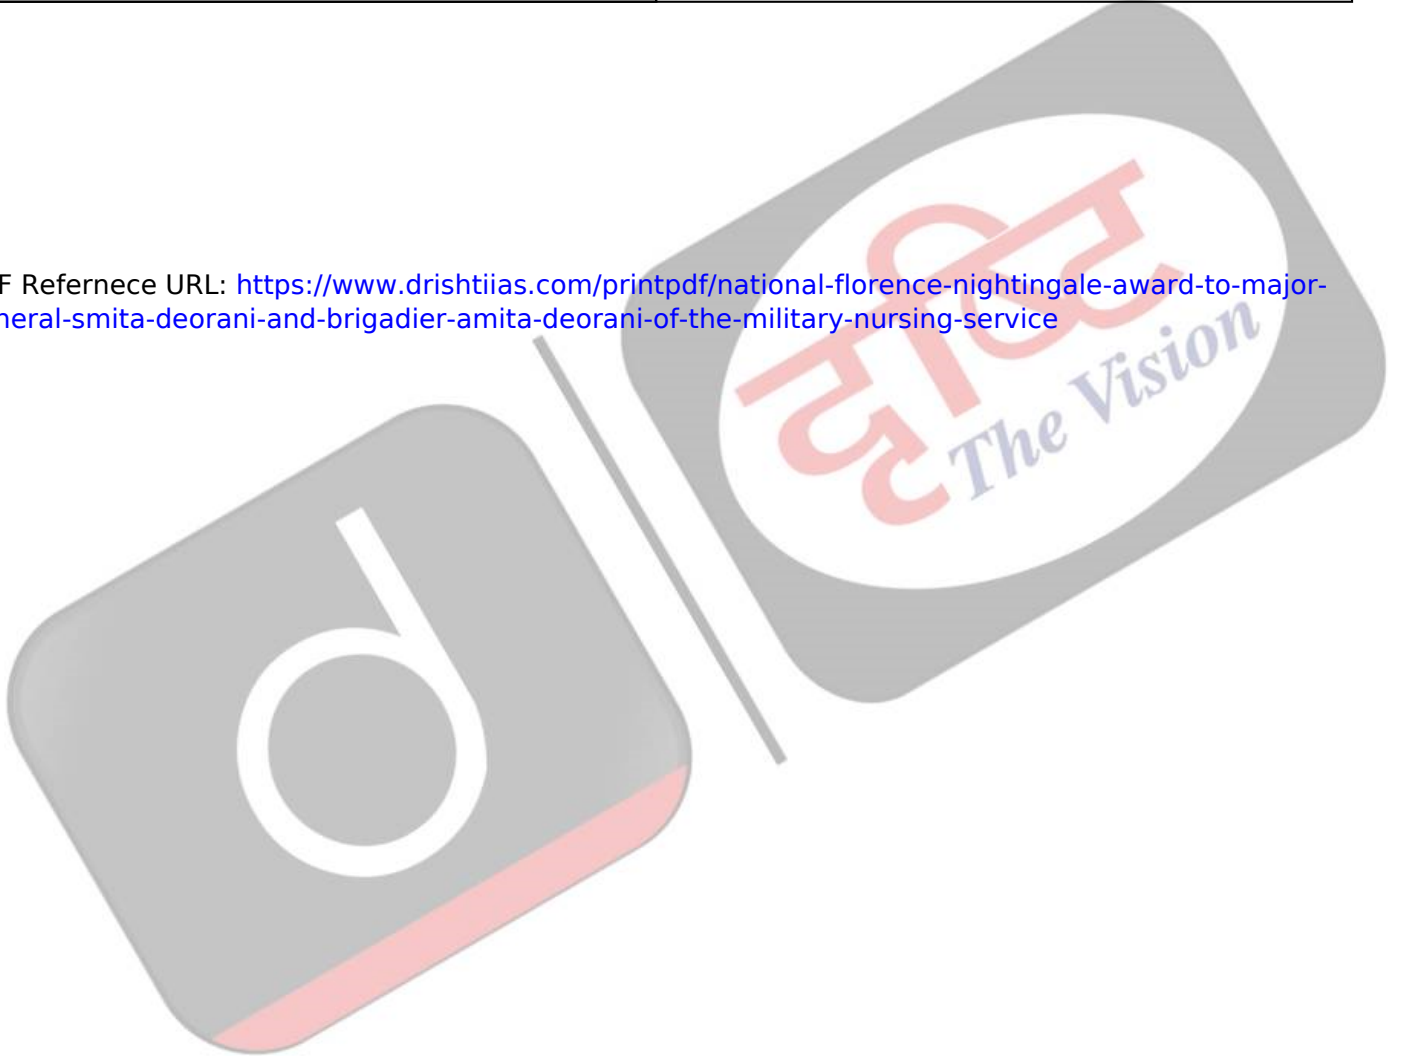 F Refernece URL: https://www.drishtiias.com/printpdf/national-florence-nightingale-award-to-major-
neral-smita-deorani-and-brigadier-amita-deorani-of-the-military-nursing-service
दृष्टि
The Vision
d